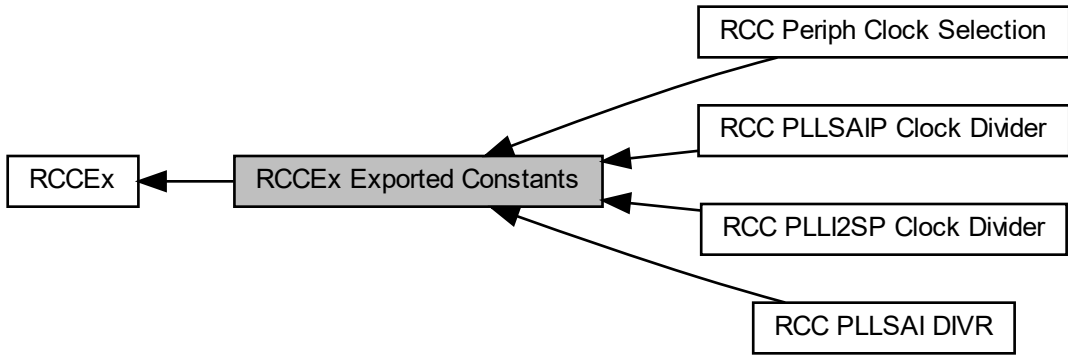 RCC Periph Clock Selection
RCC PLLSAIP Clock Divider
RCCEx
RCCEx Exported Constants
RCC PLLI2SP Clock Divider
RCC PLLSAI DIVR